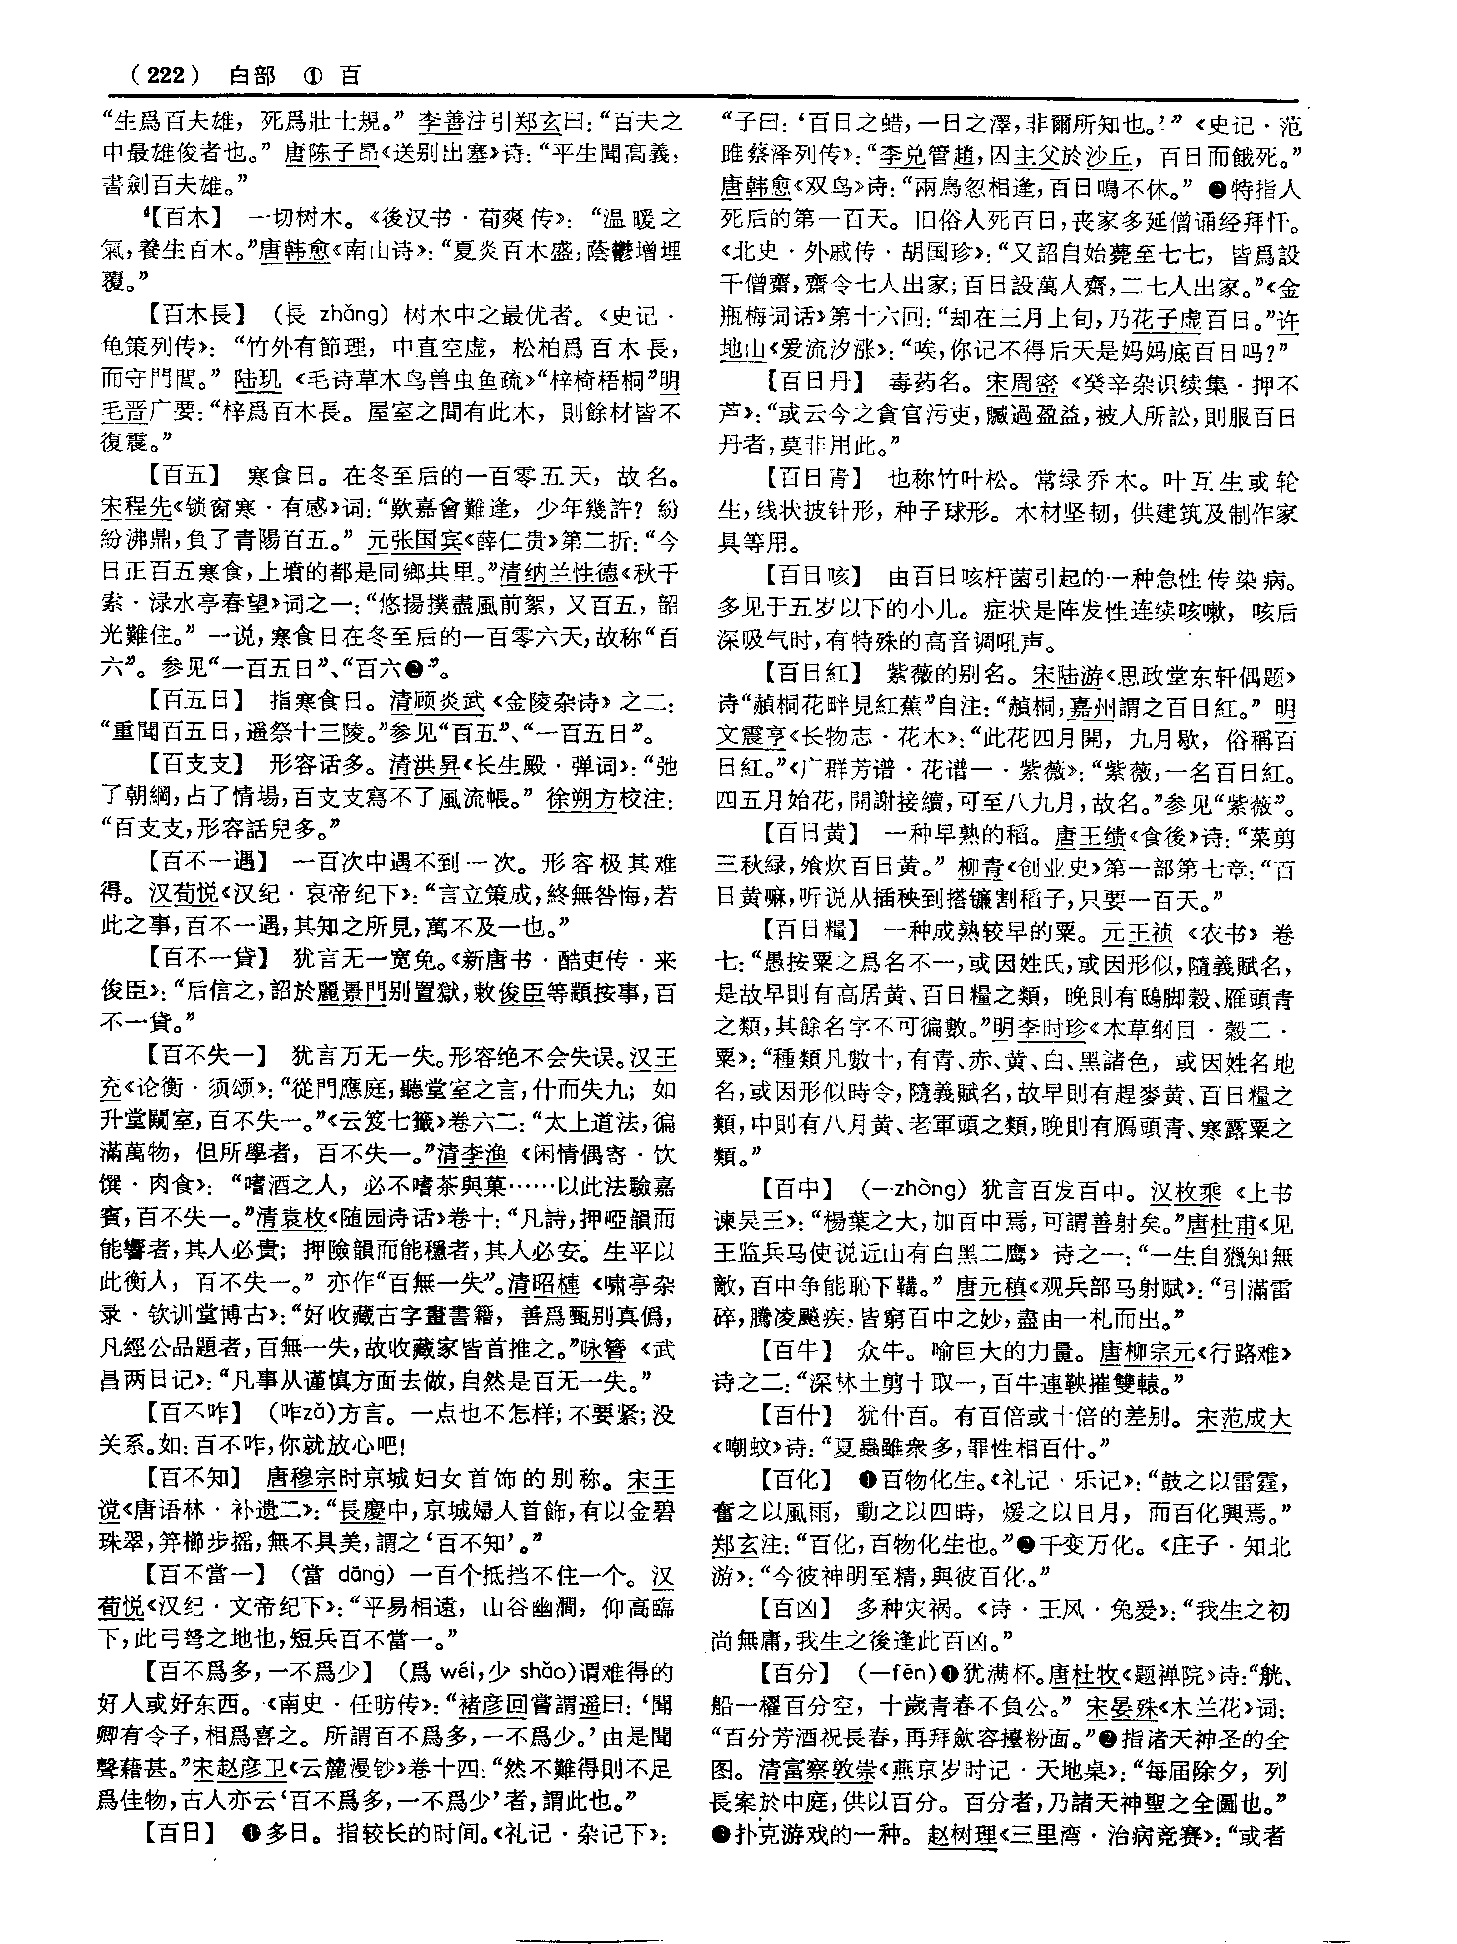 （222） 白部 ① 百
“生爲百夫雄，死爲壯士規。”李善注引郑玄曰：“百夫之
中最雄俊者也。”唐陈子昂《送别出塞》诗：“平生聞高義，
書劍百夫雄。”
【百木】 一切树木。《後汉书·荀爽传》：“温暖之
氣，養生百木。”唐韩愈《南山诗》：“夏炎百木盛，蔭鬱增埋
覆。”
【百木長】 （長 zhǎng）树木中之最优者。《史记·
龟策列传》：“竹外有節理，中直空虚，松柏爲百木長，
而守門閭。”陆玑《毛诗草木鸟兽虫鱼疏》“梓椅梧桐”明
毛晋广要：“梓爲百木長。屋室之間有此木，則餘材皆不
復震。”
【百五】 寒食日。在冬至后的一百零五天，故名。
宋程先《锁窗寒·有感》词：“歎嘉會難逢，少年幾許？紛
紛沸鼎，負了青陽百五。”元张国宾《薛仁贵》第二折：“今
日正百五寒食，上墳的都是同鄉共里。”清纳兰性德《秋千
索·渌水亭春望》词之一：“悠揚撲盡風前絮，又百五，韶
光難住。”一说，寒食日在冬至后的一百零六天，故称“百
六”。参见“一百五日”、“百六❷”。
【百五日】 指寒食日。清顾炎武《金陵杂诗》之二：
“重聞百五日，遥祭十三陵。”参见“百五”、“一百五日”。
【百支支】 形容话多。清洪昇《长生殿·弹词》：“弛
了朝綱，占了情場，百支支寫不了風流帳。”徐朔方校注：
“百支支，形容話兒多。”
【百不一遇】 一百次中遇不到一次。形容极其难
得。汉荀悦《汉纪·哀帝纪下》：“言立策成，終無咎悔，若
此之事，百不一遇，其知之所見，萬不及一也。”
【百不一貸】 犹言无一宽免。《新唐书·酷吏传·来
俊臣》：“后信之，詔於麗景門别置獄，敕俊臣等顓按事，百
不一貸。”
【百不失一】 犹言万无一失。形容绝不会失误。汉王
充《论衡·须颂》：“從門應庭，聽堂室之言，什而失九；如
升堂闚室，百不失一。”《云笈七籤》卷六二：“太上道法，徧
滿萬物，但所學者，百不失一。”清李渔《闲情偶寄·饮
馔·肉食》：“嗜酒之人，必不嗜茶與菓……以此法驗嘉
賓，百不失一。”清袁枚《随园诗话》卷十：“凡詩，押啞韻而
能響者，其人必貴；押險韻而能穩者，其人必安。生平以
此衡人，百不失一。”亦作“百無一失”。清昭槤《啸亭杂
录·钦训堂博古》：“好收藏古字畫書籍，善爲甄别真僞，
凡經公品題者，百無一失，故收藏家皆首推之。”咏簪《武
昌两日记》：“凡事从谨慎方面去做，自然是百无一失。”
【百不咋】 （咋zǎ）方言。一点也不怎样；不要紧；没
关系。如：百不咋，你就放心吧！
【百不知】 唐穆宗时京城妇女首饰的别称。宋王
谠《唐语林·补遗二》：“長慶中，京城婦人首飾，有以金碧
珠翠，笄櫛步摇，無不具美，謂之‘百不知’。”
【百不當一】 （當 dāng）一百个抵挡不住一个。汉
荀悦《汉纪·文帝纪下》：“平易相遠，山谷幽澗，仰高臨
下，此弓弩之地也，短兵百不當一。”
【百不爲多，一不爲少】 （爲 wéi，少 shǎo）谓难得的
好人或好东西。《南史·任昉传》：“褚彦回嘗謂遥曰：‘聞
卿有令子，相爲喜之。所謂百不爲多，一不爲少。’由是聞
聲藉甚。”宋赵彦卫《云麓漫钞》卷十四：“然不難得則不足
爲佳物，古人亦云‘百不爲多，一不爲少’者，謂此也。”
【百日】 ❶多日。指较长的时间。《礼记·杂记下》：
“子曰：‘百日之蜡，一日之澤，非爾所知也。’”《史记·范
雎蔡泽列传》：“李兑管趙，囚主父於沙丘，百日而餓死。”
唐韩愈《双鸟》诗：“兩鳥忽相逢，百日鳴不休。”❷特指人
死后的第一百天。旧俗人死百日，丧家多延僧诵经拜忏。
《北史·外戚传·胡国珍》：“又詔自始薨至七七，皆爲設
千僧齋，齋令七人出家；百日設萬人齋，二七人出家。”《金
瓶梅词话》第十六回：“却在三月上旬，乃花子虚百日。”许
地山《爱流汐涨》：“唉，你记不得后天是妈妈底百日吗？”
【百日丹】 毒药名。宋周密《癸辛杂识续集·押不
芦》：“或云今之貪官污吏，贓過盈益，被人所訟，則服百日
丹者，莫非用此。”
【百日青】 也称竹叶松。常绿乔木。叶互生或轮
生，线状披针形，种子球形。木材坚韧，供建筑及制作家
具等用。
【百日咳】 由百日咳杆菌引起的一种急性传染病。
多见于五岁以下的小儿。症状是阵发性连续咳嗽，咳后
深吸气时，有特殊的高音调吼声。
【百日紅】 紫薇的别名。宋陆游《思政堂东轩偶题》
诗“赬桐花畔見紅蕉”自注：“赬桐，嘉州謂之百日紅。”明
文震亨《长物志·花木》：“此花四月開，九月歇，俗稱百
日紅。”《广群芳谱·花谱一·紫薇》：“紫薇，一名百日紅。
四五月始花，開謝接續，可至八九月，故名。”参见“紫薇”。
【百日黄】 一种早熟的稻。唐王绩《食後》诗：“菜剪
三秋緑，飧炊百日黄。”柳青《创业史》第一部第七章：“百
日黄嘛，听说从插秧到搭镰割稻子，只要一百天。”
【百日糧】 一种成熟较早的粟。元王祯《农书》卷
七：“愚按粟之爲名不一，或因姓氏，或因形似，隨義賦名，
是故早則有高居黄、百日糧之類，晚則有鴟脚穀、雁頭青
之類，其餘名字不可徧數。”明李时珍《本草纲目·穀二·
粟》：“種類凡數十，有青、赤、黄、白、黑諸色，或因姓名地
名，或因形似時令，隨義賦名，故早則有趕麥黄、百日糧之
類，中則有八月黄、老軍頭之類，晚則有鴈頭青、寒露粟之
類。”
【百中】 （—zhòng）犹言百发百中。汉枚乘《上书
谏吴王》：“楊葉之大，加百中焉，可謂善射矣。”唐杜甫《见
王监兵马使说近山有白黑二鹰》诗之一：“一生自獵知無
敵，百中争能恥下鞲。”唐元稹《观兵部马射赋》：“引滿雷
碎，騰凌飈疾，皆窮百中之妙，盡由一札而出。”
【百牛】 众牛。喻巨大的力量。唐柳宗元《行路难》
诗之二：“深林土剪十取一，百牛連鞅摧雙轅。”
【百什】 犹什百。有百倍或十倍的差别。宋范成大
《嘲蚊》诗：“夏蟲雖衆多，罪性相百什。”
【百化】 ❶百物化生。《礼记·乐记》：“鼓之以雷霆，
奮之以風雨，動之以四時，煖之以日月，而百化興焉。”
郑玄注：“百化，百物化生也。”❷千变万化。《庄子·知北
游》：“今彼神明至精，與彼百化。”
【百凶】 多种灾祸。《诗·王风·兔爰》：“我生之初
尚無庸，我生之後逢此百凶。”
【百分】 （—fēn）❶犹满杯。唐杜牧《题禅院》诗：“觥
船一櫂百分空，十歲青春不負公。”宋晏殊《木兰花》词：
“百分芳酒祝長春，再拜斂容擡粉面。”❷指诸天神圣的全
图。清富察敦崇《燕京岁时记·天地桌》：“每届除夕，列
長案於中庭，供以百分。百分者，乃諸天神聖之全圖也。”
❸扑克游戏的一种。赵树理《三里湾·治病竞赛》：“或者